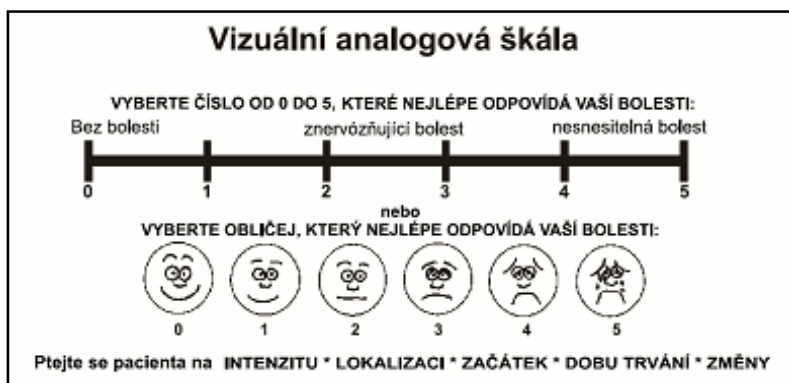 Vizuální analogová škála
VYBERTE ČÍSLO OD 0 DO 5, KTERÉ NEJLÉPE ODPOVÍDÁ VAŠÍ BOLESTI:
Bez bolesti znervózňující bolest nesnesitelná bolest
0 1 2 3 4 5
nebo
VYBERTE OBLIČEJ, KTERÝ NEJLÉPE ODPOVÍDÁ VAŠÍ BOLESTI:
0 1 2 3 4 5
Ptejte se pacienta na INTENZITU * LOKALIZACI * ZAČÁTEK * DOBU TRVÁNÍ * ZMĚNY